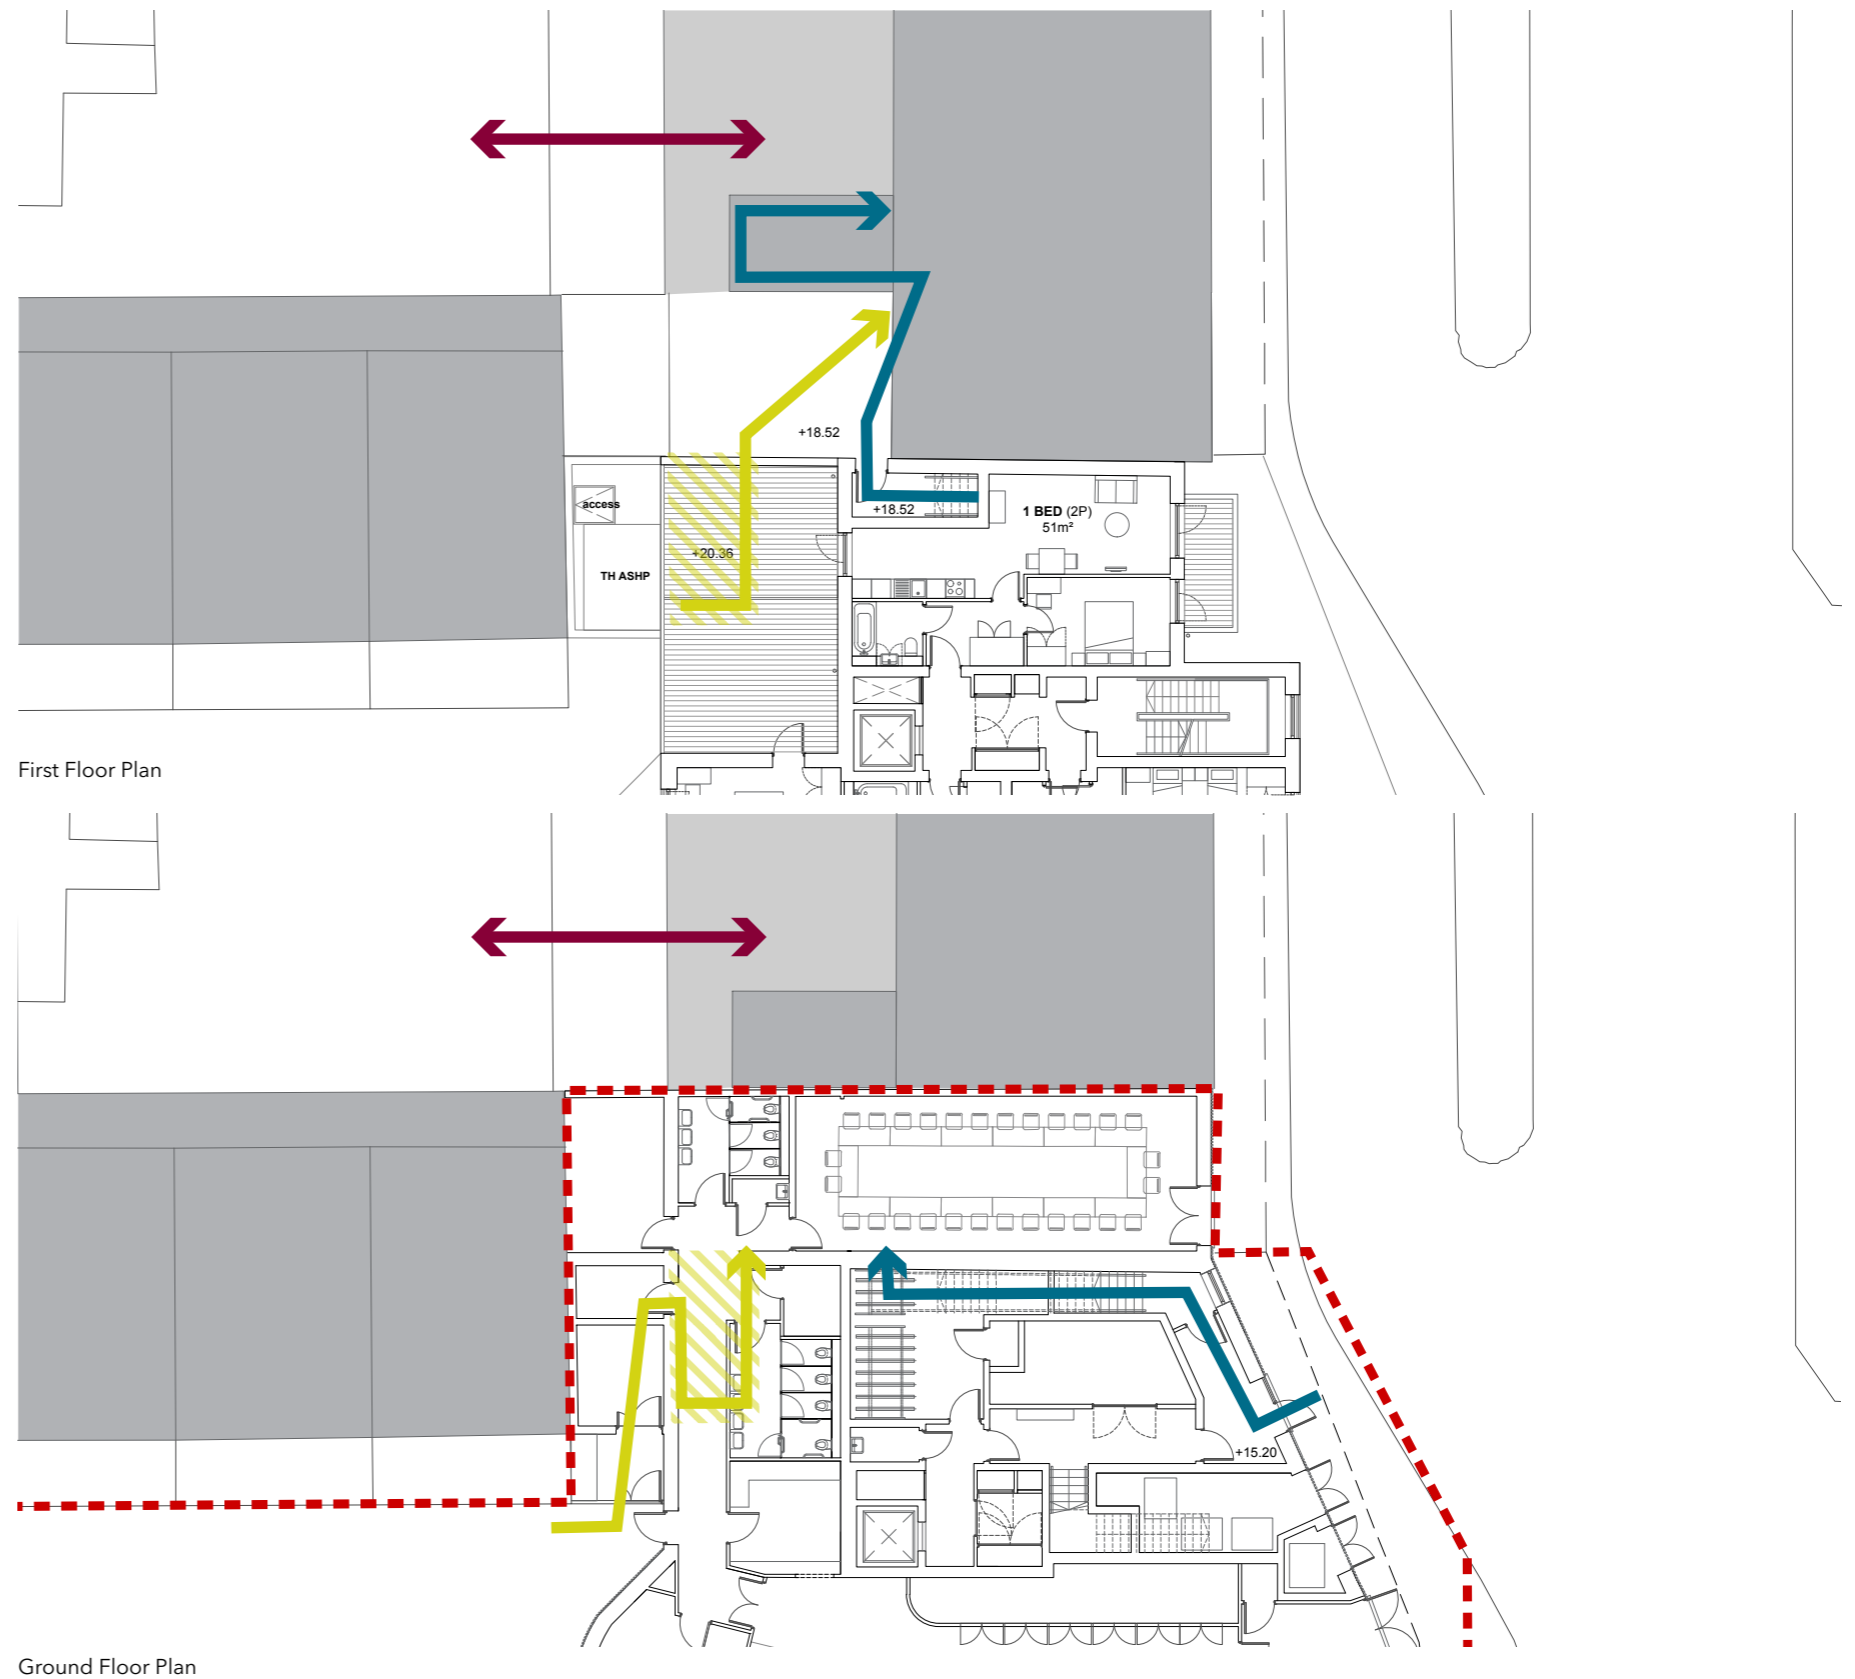 +18.52
access
+18.52
1 BED (2P)
51m²
+20.36
TH ASHP
First Floor Plan
+15.20
Ground Floor Plan